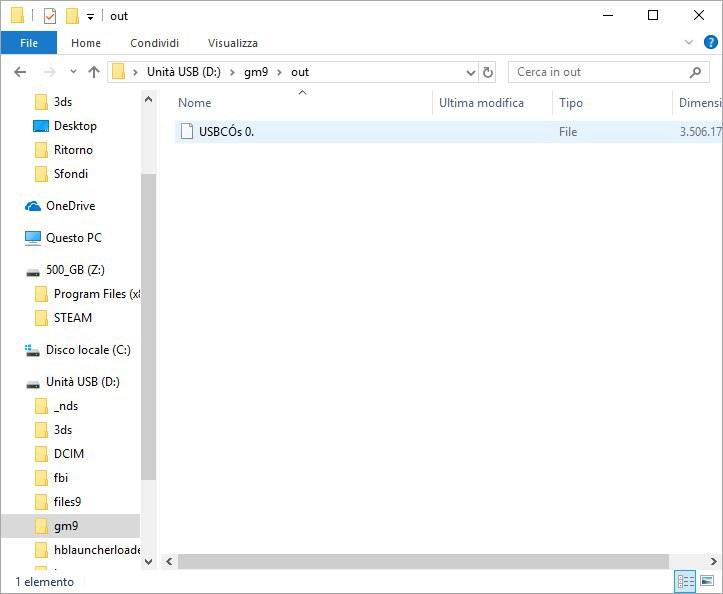 out
File Home Condividi Visualizza
Unità USB (D:) gm9 out Cerca in out
Nome Ultima modifica Tipo Dimensi
USBCÓs 0. File 3.506.17
3ds
Desktop
Ritorno
Sfondi
OneDrive
Questo PC
500_GB (Z:)
Program Files (x8
STEAM
Disco locale (C:)
Unità USB (D:)
_nds
3ds
DCIM
fbi
files9
gm9
hblauncherloade
1 elemento